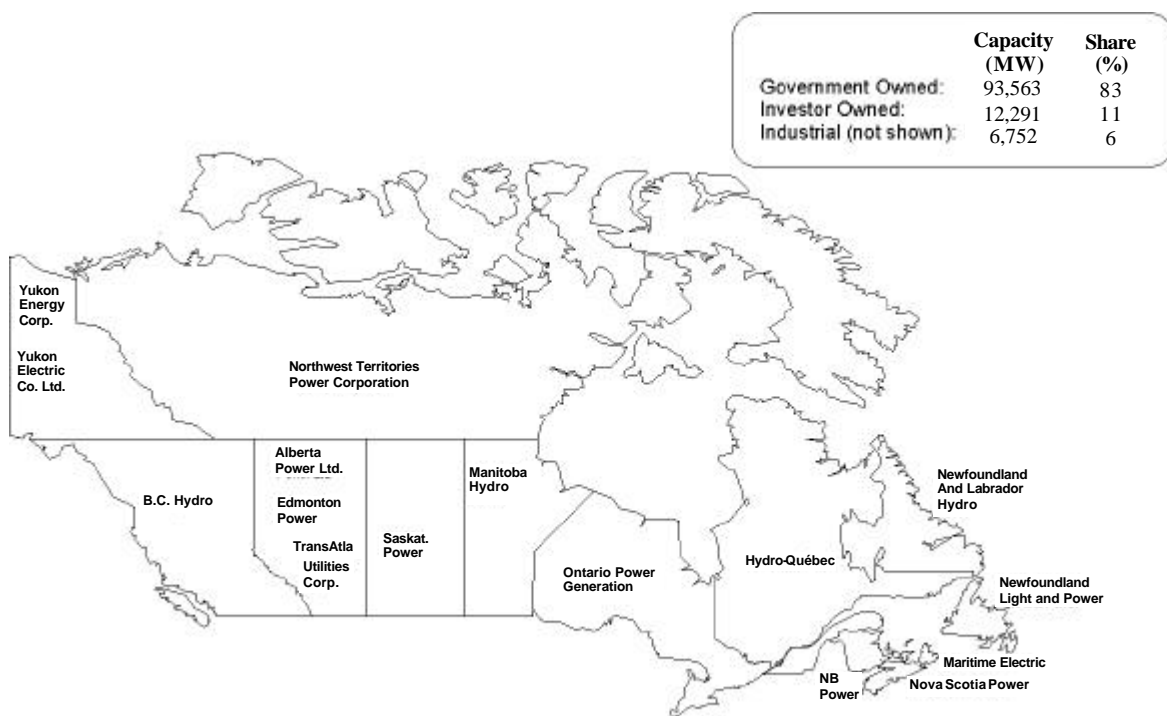 Capacity Share
(MW) (%)
Government Owned: 93,563 83
Investor Owned: 12,291 11
Industrial (not shown): 6,752 6
Yukon
Energy
Corp.
Yukon
Electric
Co. Ltd.
Northwest Territories
Power Corporation
B.C. Hydro
Alberta
Power Ltd.
Edmonton
Power
TransAtla
Utilities
Corp.
Saskat.
Power
Manitoba
Hydro
Ontario Power
Generation
Hydro-Québec
Newfoundland
And Labrador
Hydro
Newfoundland
Light and Power
Maritime Electric
Nova Scotia Power
NB
Power